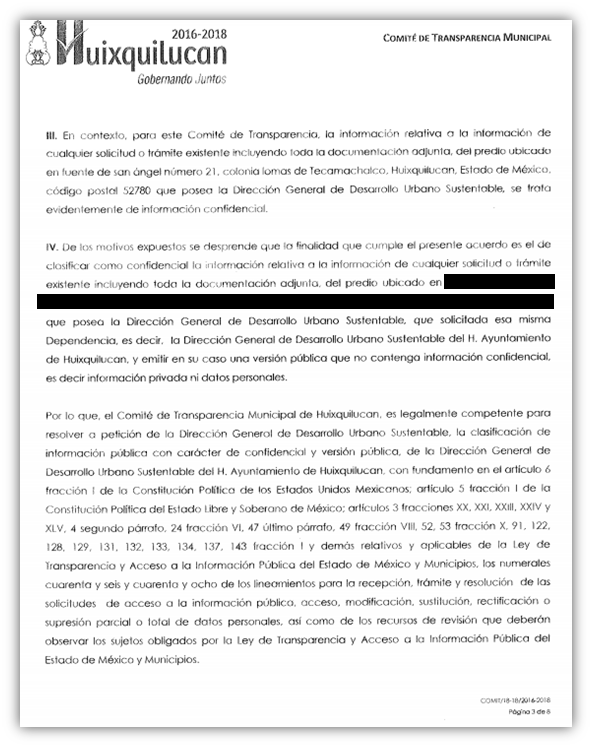 2016-2018
Huixquilucan
Gobernando Juntos
COMITÉ DE TRANSPARENCIA MUNICIPAL
III. En contexto, para este Comité de Transparencia, la información relativa a la información de
cualquier solicitud o trámite existente incluyendo toda la documentación adjunta, del predio ubicado
en fuente de san ángel número 21, colonia lomas de Tecamachalco, Huixquilucan, Estado de México,
código postal 52780 que posea la Dirección General de Desarrollo Urbano Sustentable, se trata
evidentemente de información confidencial.
IV. De los motivos expuestos se desprende que la finalidad que cumple el presente acuerdo es el de
clasificar como confidencial la información relativa a la información de cualquier solicitud o trámite
existente incluyendo toda la documentación adjunta, del predio ubicado en
que posea la Dirección General de Desarrollo Urbano Sustentable, que solicitada esa misma
Dependencia, es decir. la Dirección General de Desarrollo Urbano Sustentable del H. Ayuntamiento
de Huixquilucan, y emitir en su caso una versión pública que no contenga información confidencial,
es decir información privada ni datos personales.
Por lo que, el Comité de Transparencia Municipal de Huixquilucan, es legalmente competente para
resolver a petición de la Dirección General de Desarrollo Urbano Sustentable, la clasificación de
información pública con carácter de confidencial y versión pública, de la Dirección General de
Desarrollo Urbano Sustentable del H. Ayuntamiento de Huixquilucan, con fundamento en el artículo 6
fracción I de la Constitución Política de los Estados Unidos Mexicanos; artículo 5 fracción I de la
Constitución Política del Estado Libre y Soberano de México; artículos 3 fracciones XX, XXI, XXIII, XXIV y
XLV, 4 segundo párrafo, 24 fracción VI, 47 último párrafo, 49 fracción VIII, 52, 53 fracción X, 91, 122,
128, 129, 131, 132, 133, 134, 137, 143 fracción I y demás relativos y aplicables de la Ley de
Transparencia y Acceso a la Información Pública del Estado de México y Municipios, los numerales
cuarenta y seis y cuarenta y ocho de los lineamientos para la recepción, trámite y resolución de las
solicitudes de acceso a la información pública, acceso, modificación, sustitución, rectificación o
supresión parcial o total de datos personales, así como de los recursos de revisión que deberán
observar los sujetos obligados por la Ley de Transparencia y Acceso a la Información Pública del
Estado de México y Municipios.
COMIT/18-18/2016-2018
Página 3 de 8